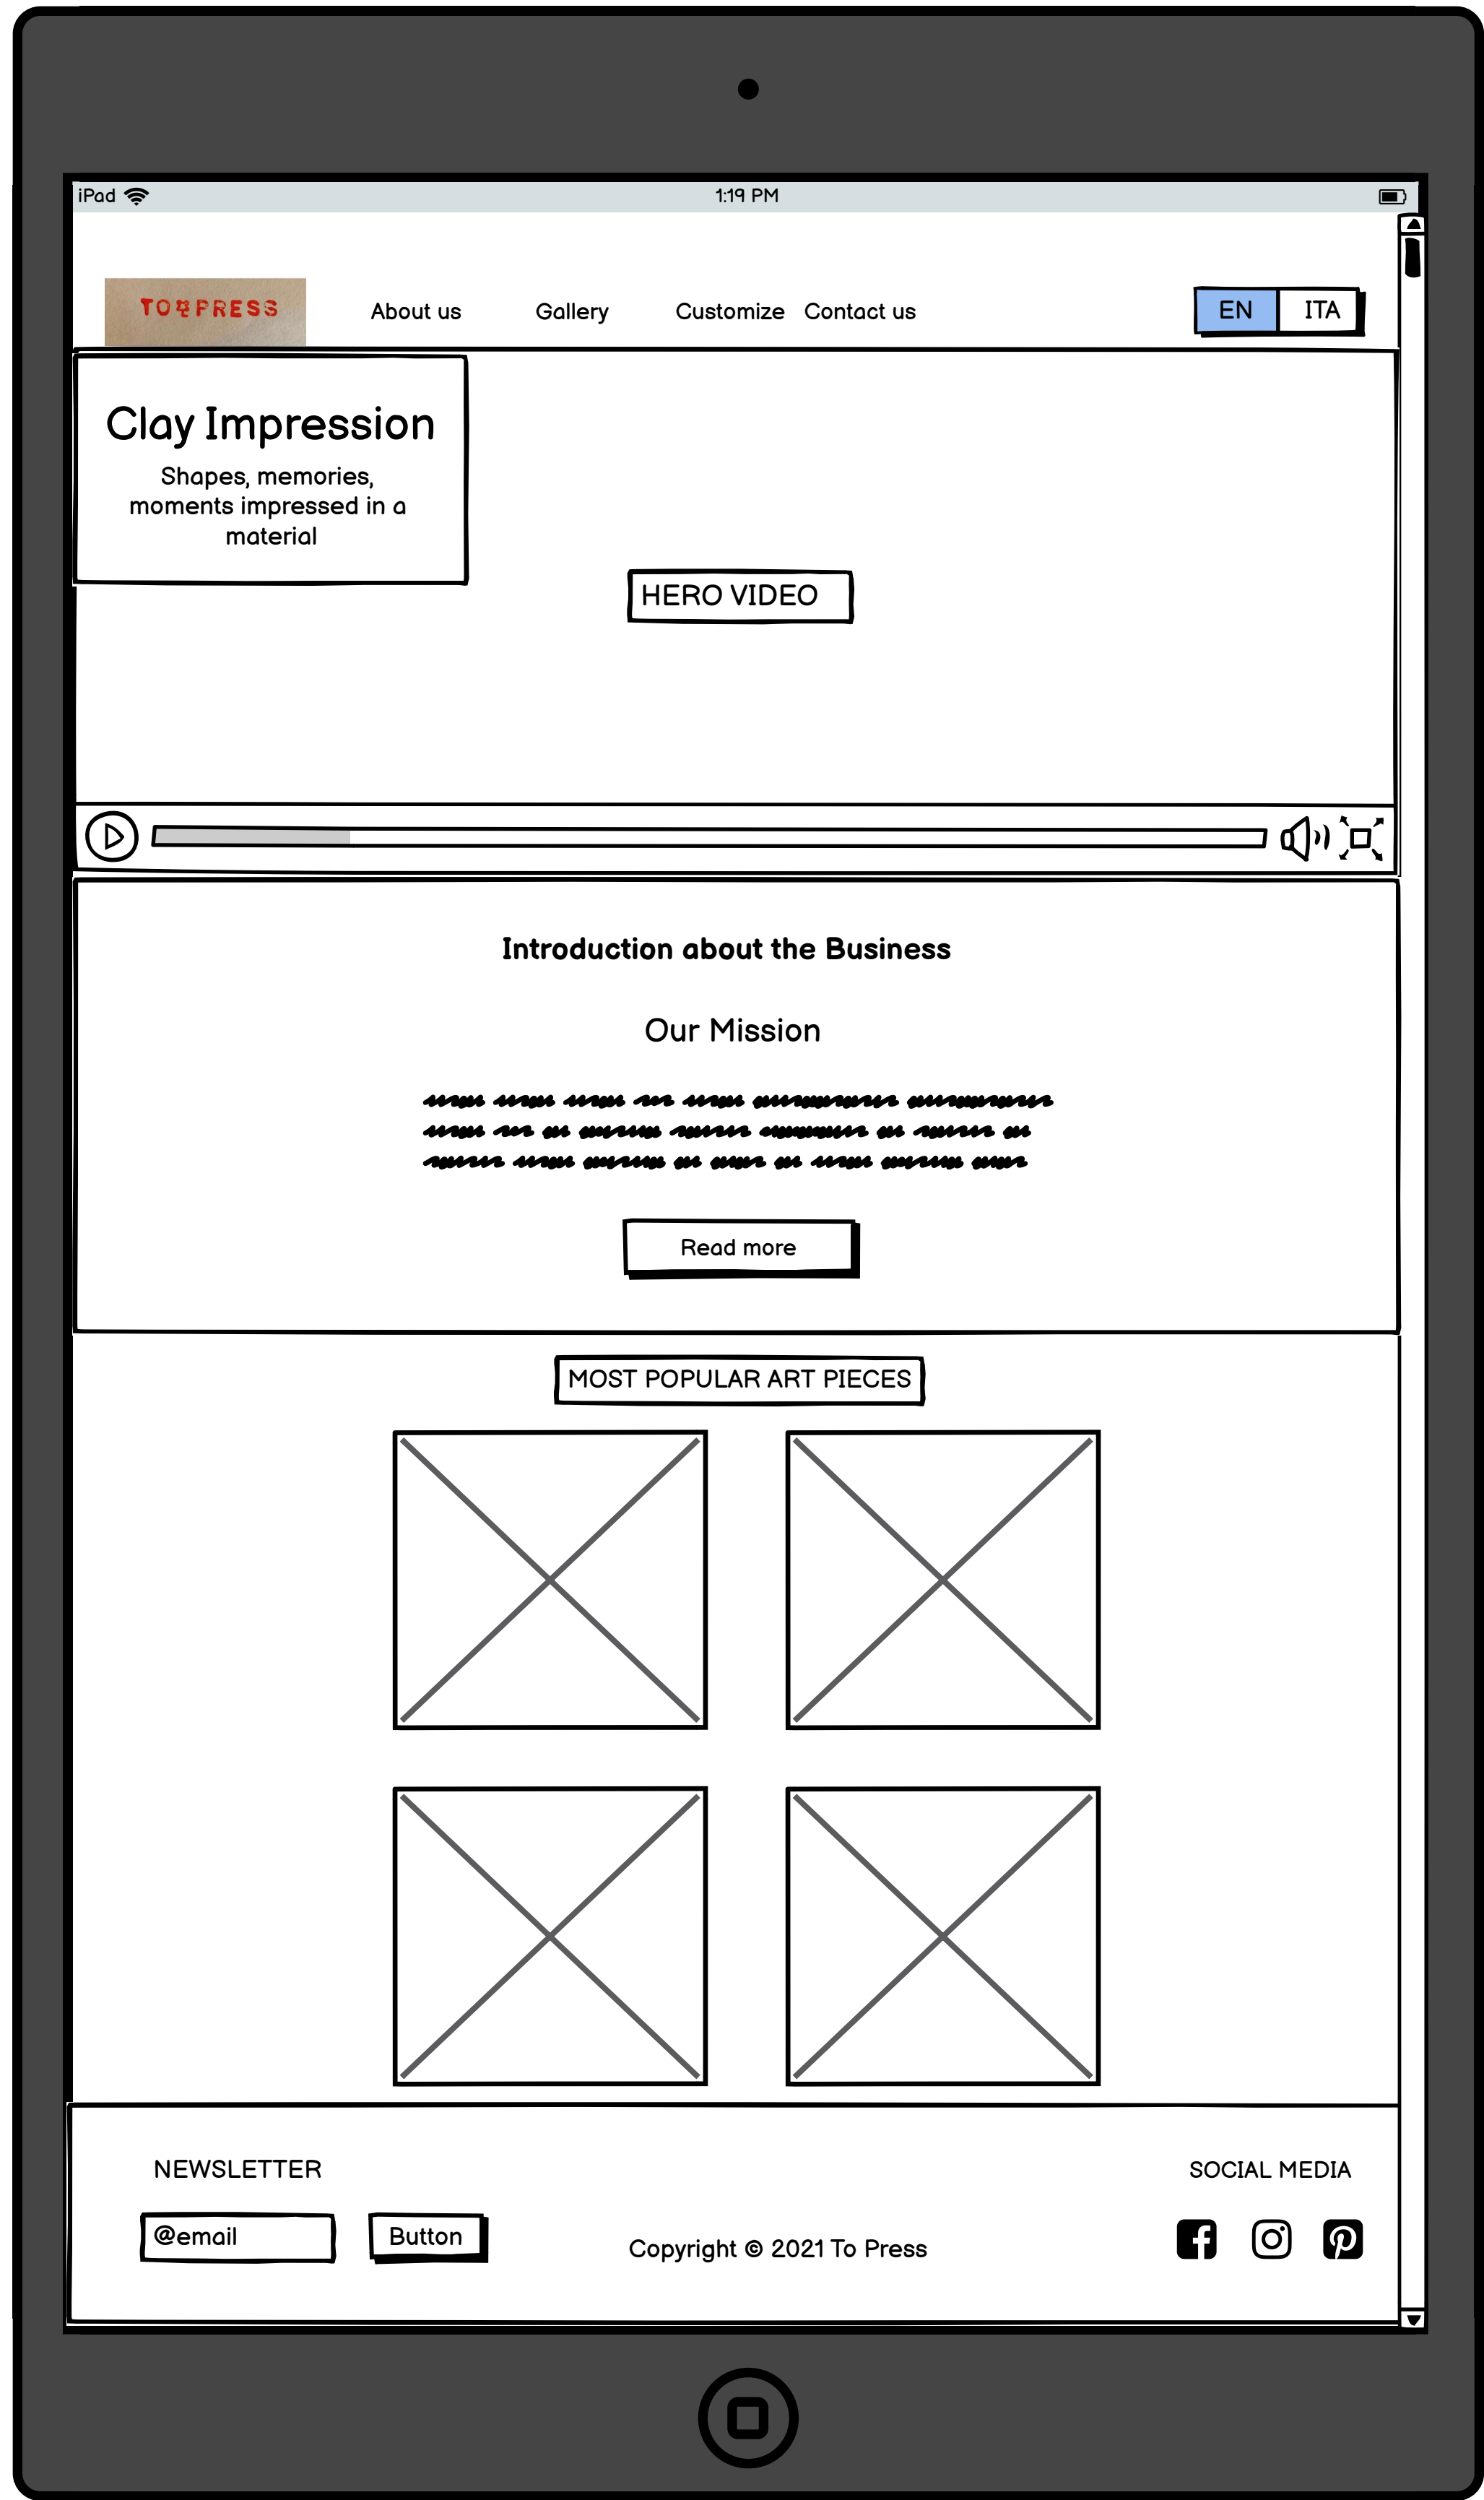 iPad
1:19 PM
TO PRESS
About us
Gallery
Customize
Contact us
EN
ITA
Clay Impression
Shapes, memories,
moments impressed in a
material
HERO VIDEO
Introduction about the Business
Our Mission
Read more
MOST POPULAR ART PIECES
NEWSLETTER
SOCIAL MEDIA
@email
Button
Copyright © 2021 To Press